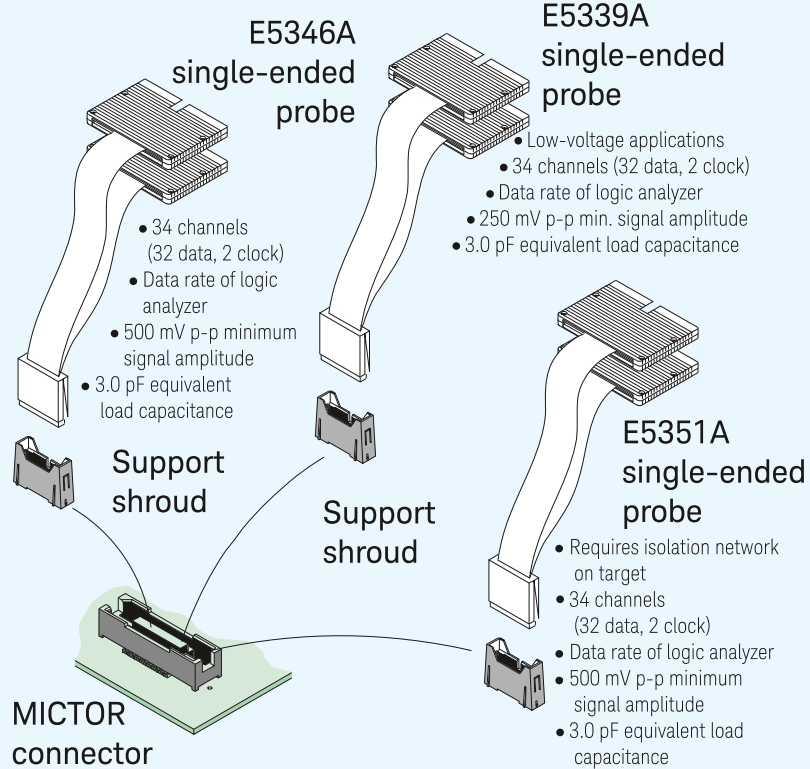 E5346A
single-ended
probe
• 34 channels
(32 data, 2 clock)
• Data rate of logic
analyzer
• 500 mV p-p minimum
signal amplitude
• 3.0 pF equivalent
load capacitance
Support
shroud
E5339A
single-ended
probe
• Low-voltage applications
• 34 channels (32 data, 2 clock)
• Data rate of logic analyzer
• 250 mV p-p min. signal amplitude
• 3.0 pF equivalent load capacitance
Support
shroud
E5351A
single-ended
probe
• Requires isolation network
on target
• 34 channels
(32 data, 2 clock)
• Data rate of logic analyzer
• 500 mV p-p minimum
signal amplitude
• 3.0 pF equivalent load
capacitance
MICTOR
connector